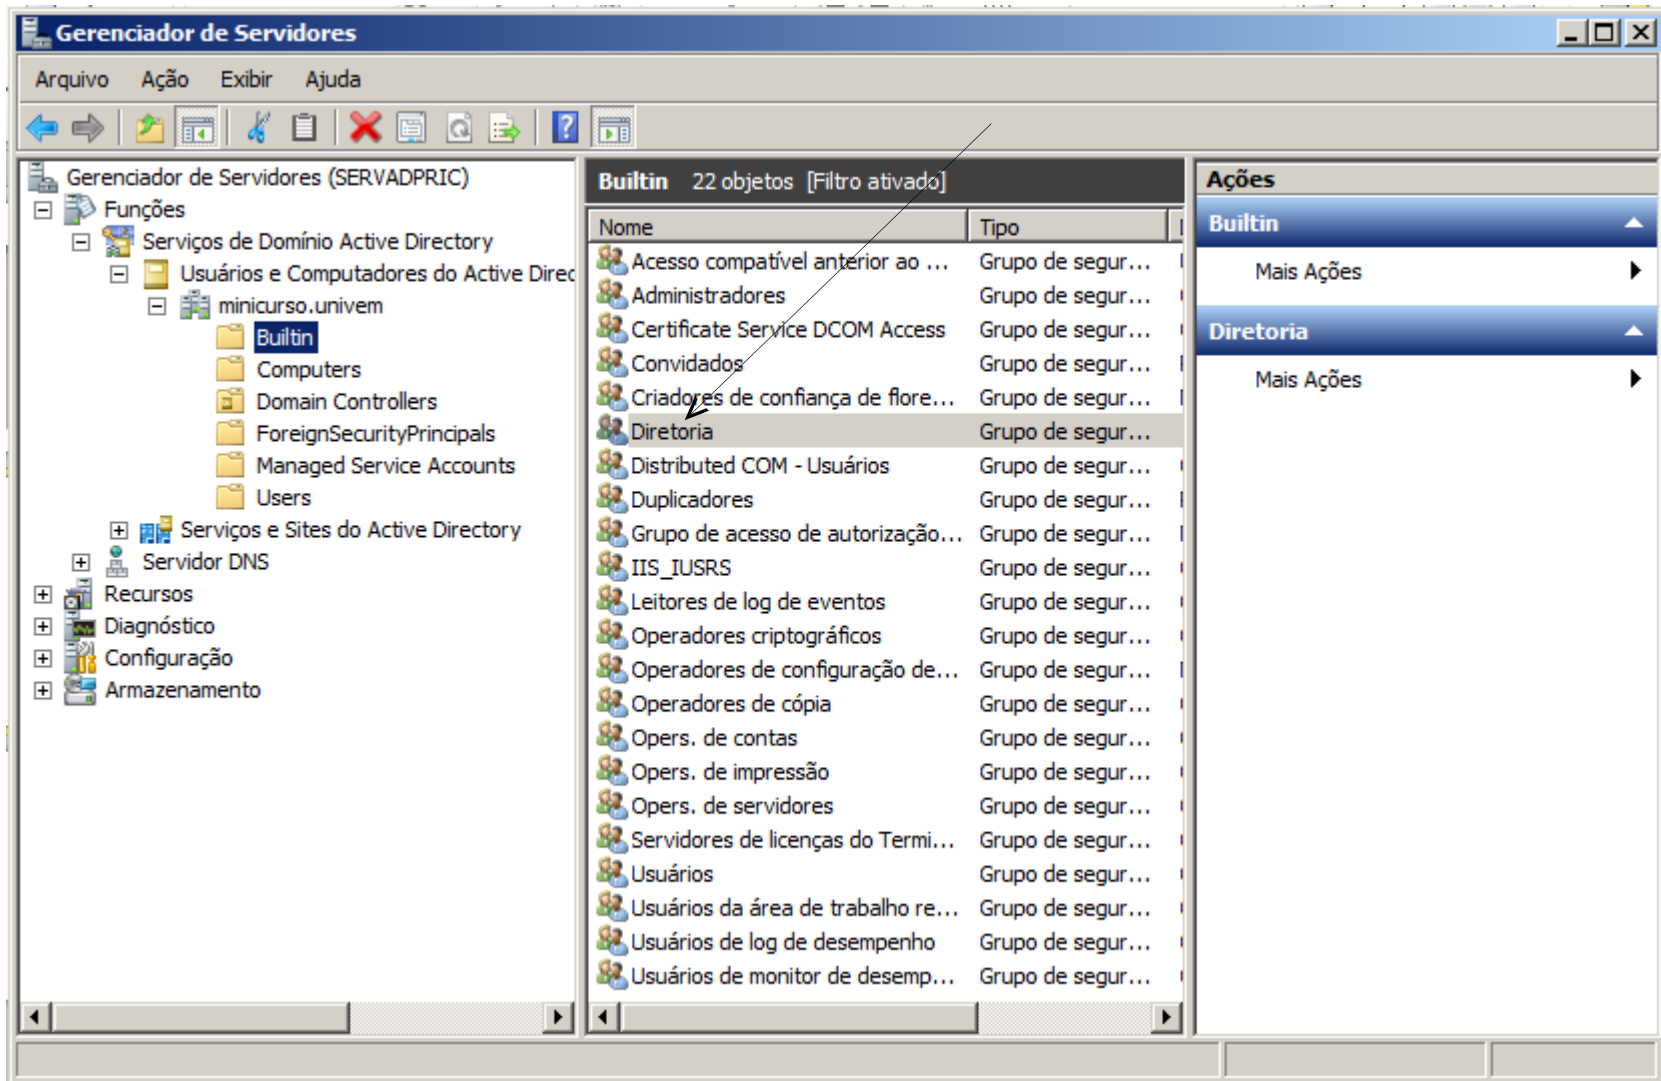 Gerenciador de Servidores
Arquivo Ação Exibir Ajuda
Gerenciador de Servidores (SERVADPRIC)
Funções
Serviços de Domínio Active Directory
Usuários e Computadores do Active Direc
minicurso.univem
Builtin
Computers
Domain Controllers
ForeignSecurityPrincipals
Managed Service Accounts
Users
Serviços e Sites do Active Directory
Servidor DNS
Recursos
Diagnóstico
Configuração
Armazenamento
Builtin 22 objetos [Filtro ativado]
Nome Tipo
Acesso compatível anterior ao ... Grupo de segur...
Administradores Grupo de segur...
Certificate Service DCOM Access Grupo de segur...
Convidados Grupo de segur...
Criadores de confiança de flore... Grupo de segur...
Diretoria Grupo de segur...
Distributed COM - Usuários Grupo de segur...
Duplicadores Grupo de segur...
Grupo de acesso de autorização... Grupo de segur...
IIS_IUSRS Grupo de segur...
Leitores de log de eventos Grupo de segur...
Operadores criptográficos Grupo de segur...
Operadores de configuração de... Grupo de segur...
Operadores de cópia Grupo de segur...
Opers. de contas Grupo de segur...
Opers. de impressão Grupo de segur...
Opers. de servidores Grupo de segur...
Servidores de licenças do Termi... Grupo de segur...
Usuários Grupo de segur...
Usuários da área de trabalho re... Grupo de segur...
Usuários de log de desempenho Grupo de segur...
Usuários de monitor de desemp... Grupo de segur...
Ações
Builtin
Mais Ações
Diretoria
Mais Ações